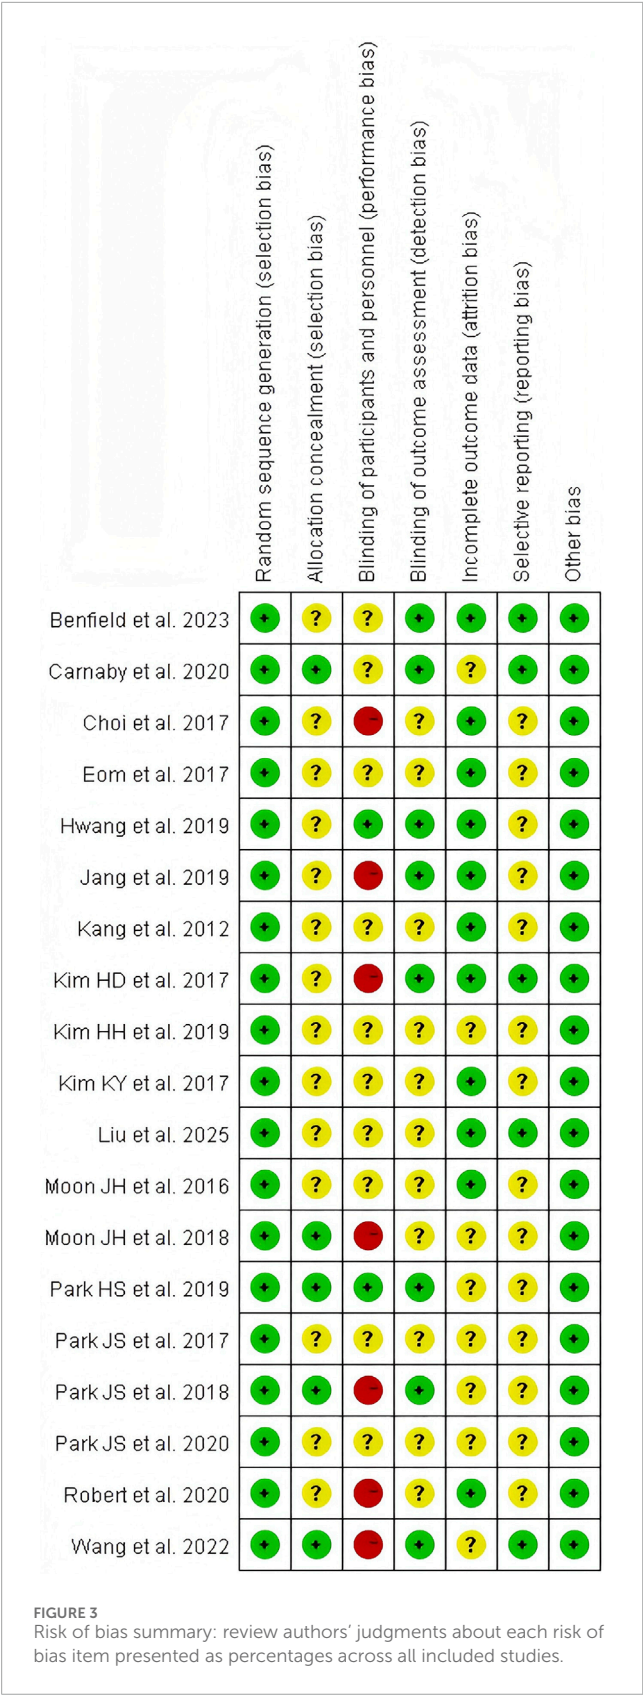 Random sequence generation (selection bias)
Allocation concealment (selection bias)
Blinding of participants and personnel (performance bias)
Blinding of outcome assessment (detection bias)
Incomplete outcome data (attrition bias)
Selective reporting (reporting bias)
Other bias
Benfield et al. 2023 + ? ? + + + +
Carnaby et al. 2020 + + ? + ? + +
Choi et al. 2017 + ? - ? + ? +
Eom et al. 2017 + ? ? ? + ? +
Hwang et al. 2019 + ? + + + ? +
Jang et al. 2019 + ? - + + ? +
Kang et al. 2012 + ? ? ? + ? +
Kim HD et al. 2017 + ? - + + + +
Kim HH et al. 2019 + ? ? ? ? ? +
Kim KY et al. 2017 + ? ? ? + ? +
Liu et al. 2025 + ? ? ? + + +
Moon JH et al. 2016 + ? ? ? + ? +
Moon JH et al. 2018 + + - ? ? ? +
Park HS et al. 2019 + + + + ? ? +
Park JS et al. 2017 + ? ? ? ? ? +
Park JS et al. 2018 + + - + ? ? +
Park JS et al. 2020 + ? ? ? ? ? +
Robert et al. 2020 + ? - ? + ? +
Wang et al. 2022 + + - + ? + +
FIGURE 3
Risk of bias summary: review authors’ judgments about each risk of
bias item presented as percentages across all included studies.